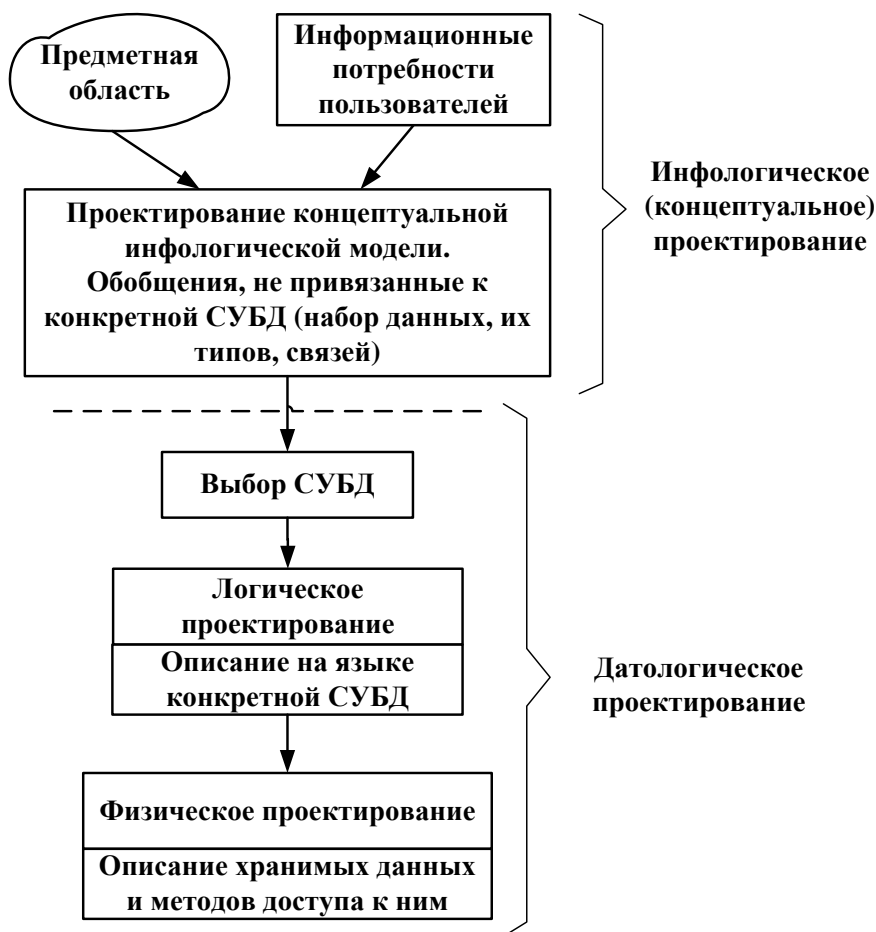 Предметная
область
Информационные
потребности
пользователей
Проектирование концептуальной
инфологической модели.
Обобщения, не привязанные к
конкретной СУБД (набор данных, их
типов, связей)
Инфологическое
(концептуальное)
проектирование
Выбор СУБД
Логическое
проектирование
Описание на языке
конкретной СУБД
Датологическое
проектирование
Физическое проектирование
Описание хранимых данных
и методов доступа к ним